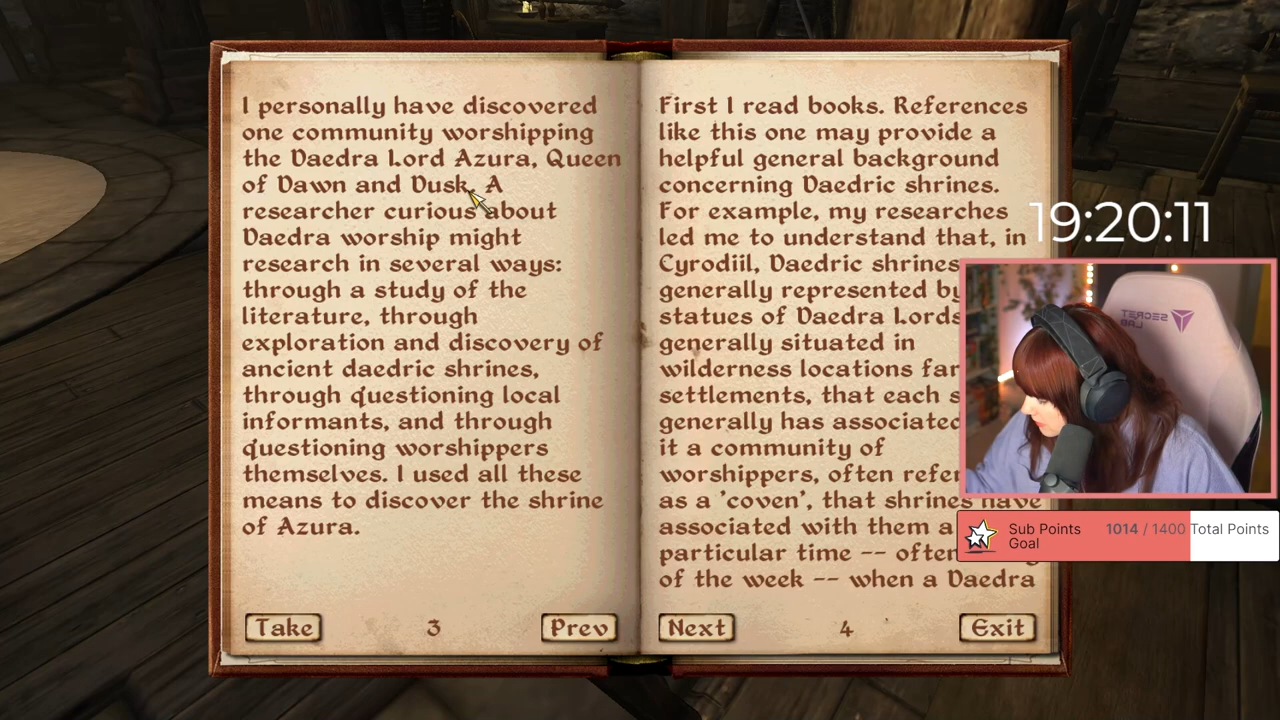 I personally have discovered
one community worshipping
the Daedra Lord Azura, Queen
of Dawn and Dusk. A
researcher curious about
Daedra worship might
research in several ways:
through a study of the
literature, through
exploration and discovery of
ancient daedric shrines,
through questioning local
informants, and through
questioning worshippers
themselves. I used all these
means to discover the shrine
of Azura.
Take
3
Prev
First I read books. References
like this one may provide a
helpful general background
concerning Daedric shrines.
For example, my researches
led me to understand that, in
Cyrodiil, Daedric shrines
generally represented by
statues of Daedra Lords
generally situated in
wilderness locations far
settlements, that each
generally has associated
it a community of
worshippers, often
as a 'coven', that shrines have
associated with them a
particular time -- often
of the week -- when a Daedra
Next
4
Exit
19:20:11
SECRET
LAB
Sub Points
Goal
1014 / 1400 Total Points